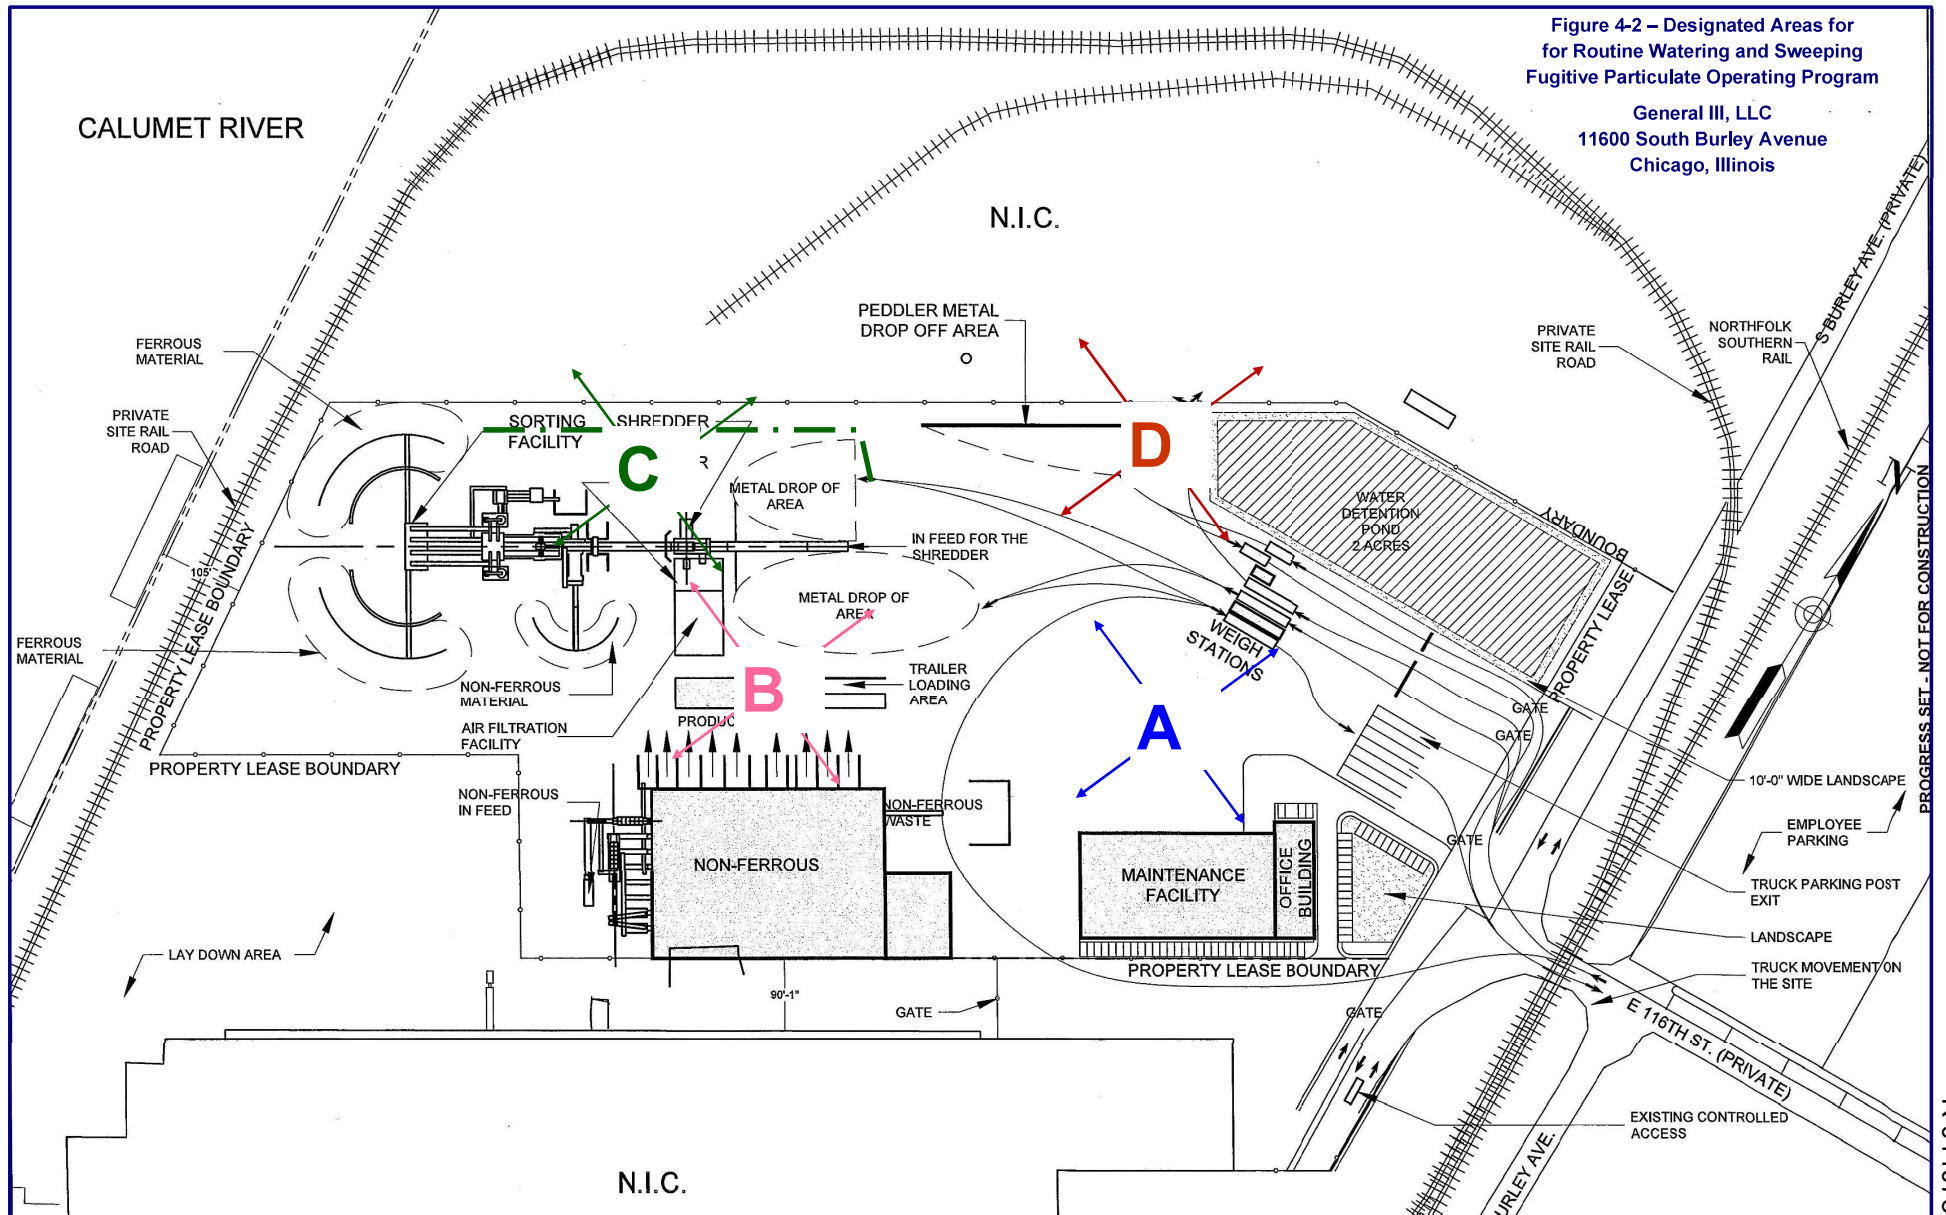 Figure 4-2 – Designated Areas for
for Routine Watering and Sweeping
Fugitive Particulate Operating Program
General III, LLC
11600 South Burley Avenue
Chicago, Illinois
CALUMET RIVER
N.I.C.
S BURLEY AVE. (PRIVATE)
PEDDLER METAL
DROP OFF AREA
PRIVATE
SITE RAIL
ROAD
NORTHFOLK
SOUTHERN
RAIL
FERROUS
MATERIAL
PRIVATE
SITE RAIL
ROAD
SORTING
FACILITY
SHREDDER
R
C
D
METAL DROP OF
AREA
WATER
DETENTION
POND
2 ACRES
PROPERTY LEASE
BOUNDARY
N
IN FEED FOR THE
SHREDDER
105'
PROPERTY LEASE BOUNDARY
METAL DROP OF
AREA
WEIGH
STATIONS
FERROUS
MATERIAL
NON-FERROUS
MATERIAL
TRAILER
LOADING
AREA
B
A
AIR FILTRATION
FACILITY
GATE
GATE
PROPERTY LEASE BOUNDARY
NON-FERROUS
IN FEED
NON-FERROUS
WASTE
10'-0" WIDE LANDSCAPE
PROGRESS SET - NOT FOR CONSTRUCTION
EMPLOYEE
PARKING
GATE
NON-FERROUS
MAINTENANCE
FACILITY
OFFICE
BUILDING
TRUCK PARKING POST
EXIT
LANDSCAPE
LAY DOWN AREA
PROPERTY LEASE BOUNDARY
TRUCK MOVEMENT ON
THE SITE
90'-1"
GATE
GATE
E 116TH ST. (PRIVATE)
EXISTING CONTROLLED
ACCESS
N.I.C.
URLEY AVE.